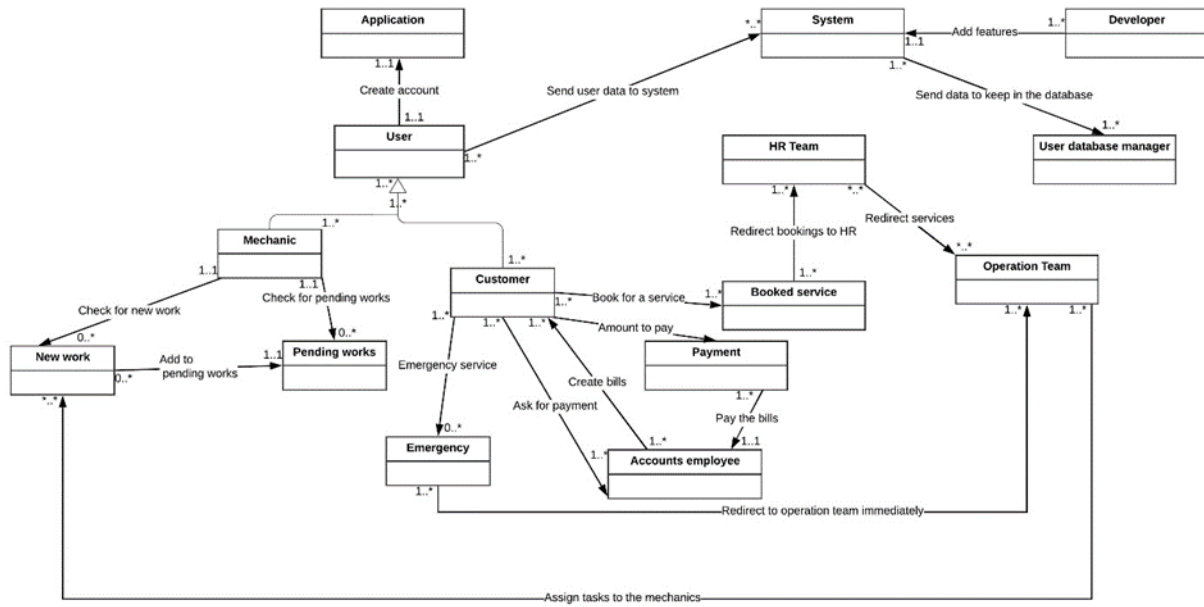 Application
System
Developer
*..*
1..*
Add features
1..1
1..1
1..*
Create account
Send user data to system
Send data to keep in the database
1..1
1..*
User
HR Team
User database manager
1..*
1..*
1..*
*..*
1..*
Redirect services
1..*
Mechanic
Redirect bookings to HR
*..*
1..*
Customer
1..*
Operation Team
1..1
1..1
Check for pending works
Book for a service
1..*
Booked service
Check for new work
1..*
1..*
1..*
1..*
1..*
1..*
Amount to pay
0..*
0..*
New work
Add to
pending works
1..1
Pending works
Payment
0..*
Emergency service
Create bills
*..*
Ask for payment
1..*
Pay the bills
0..*
1..*
1..1
Emergency
1..*
Accounts employee
1..*
Redirect to operation team immediately
Assign tasks to the mechanics